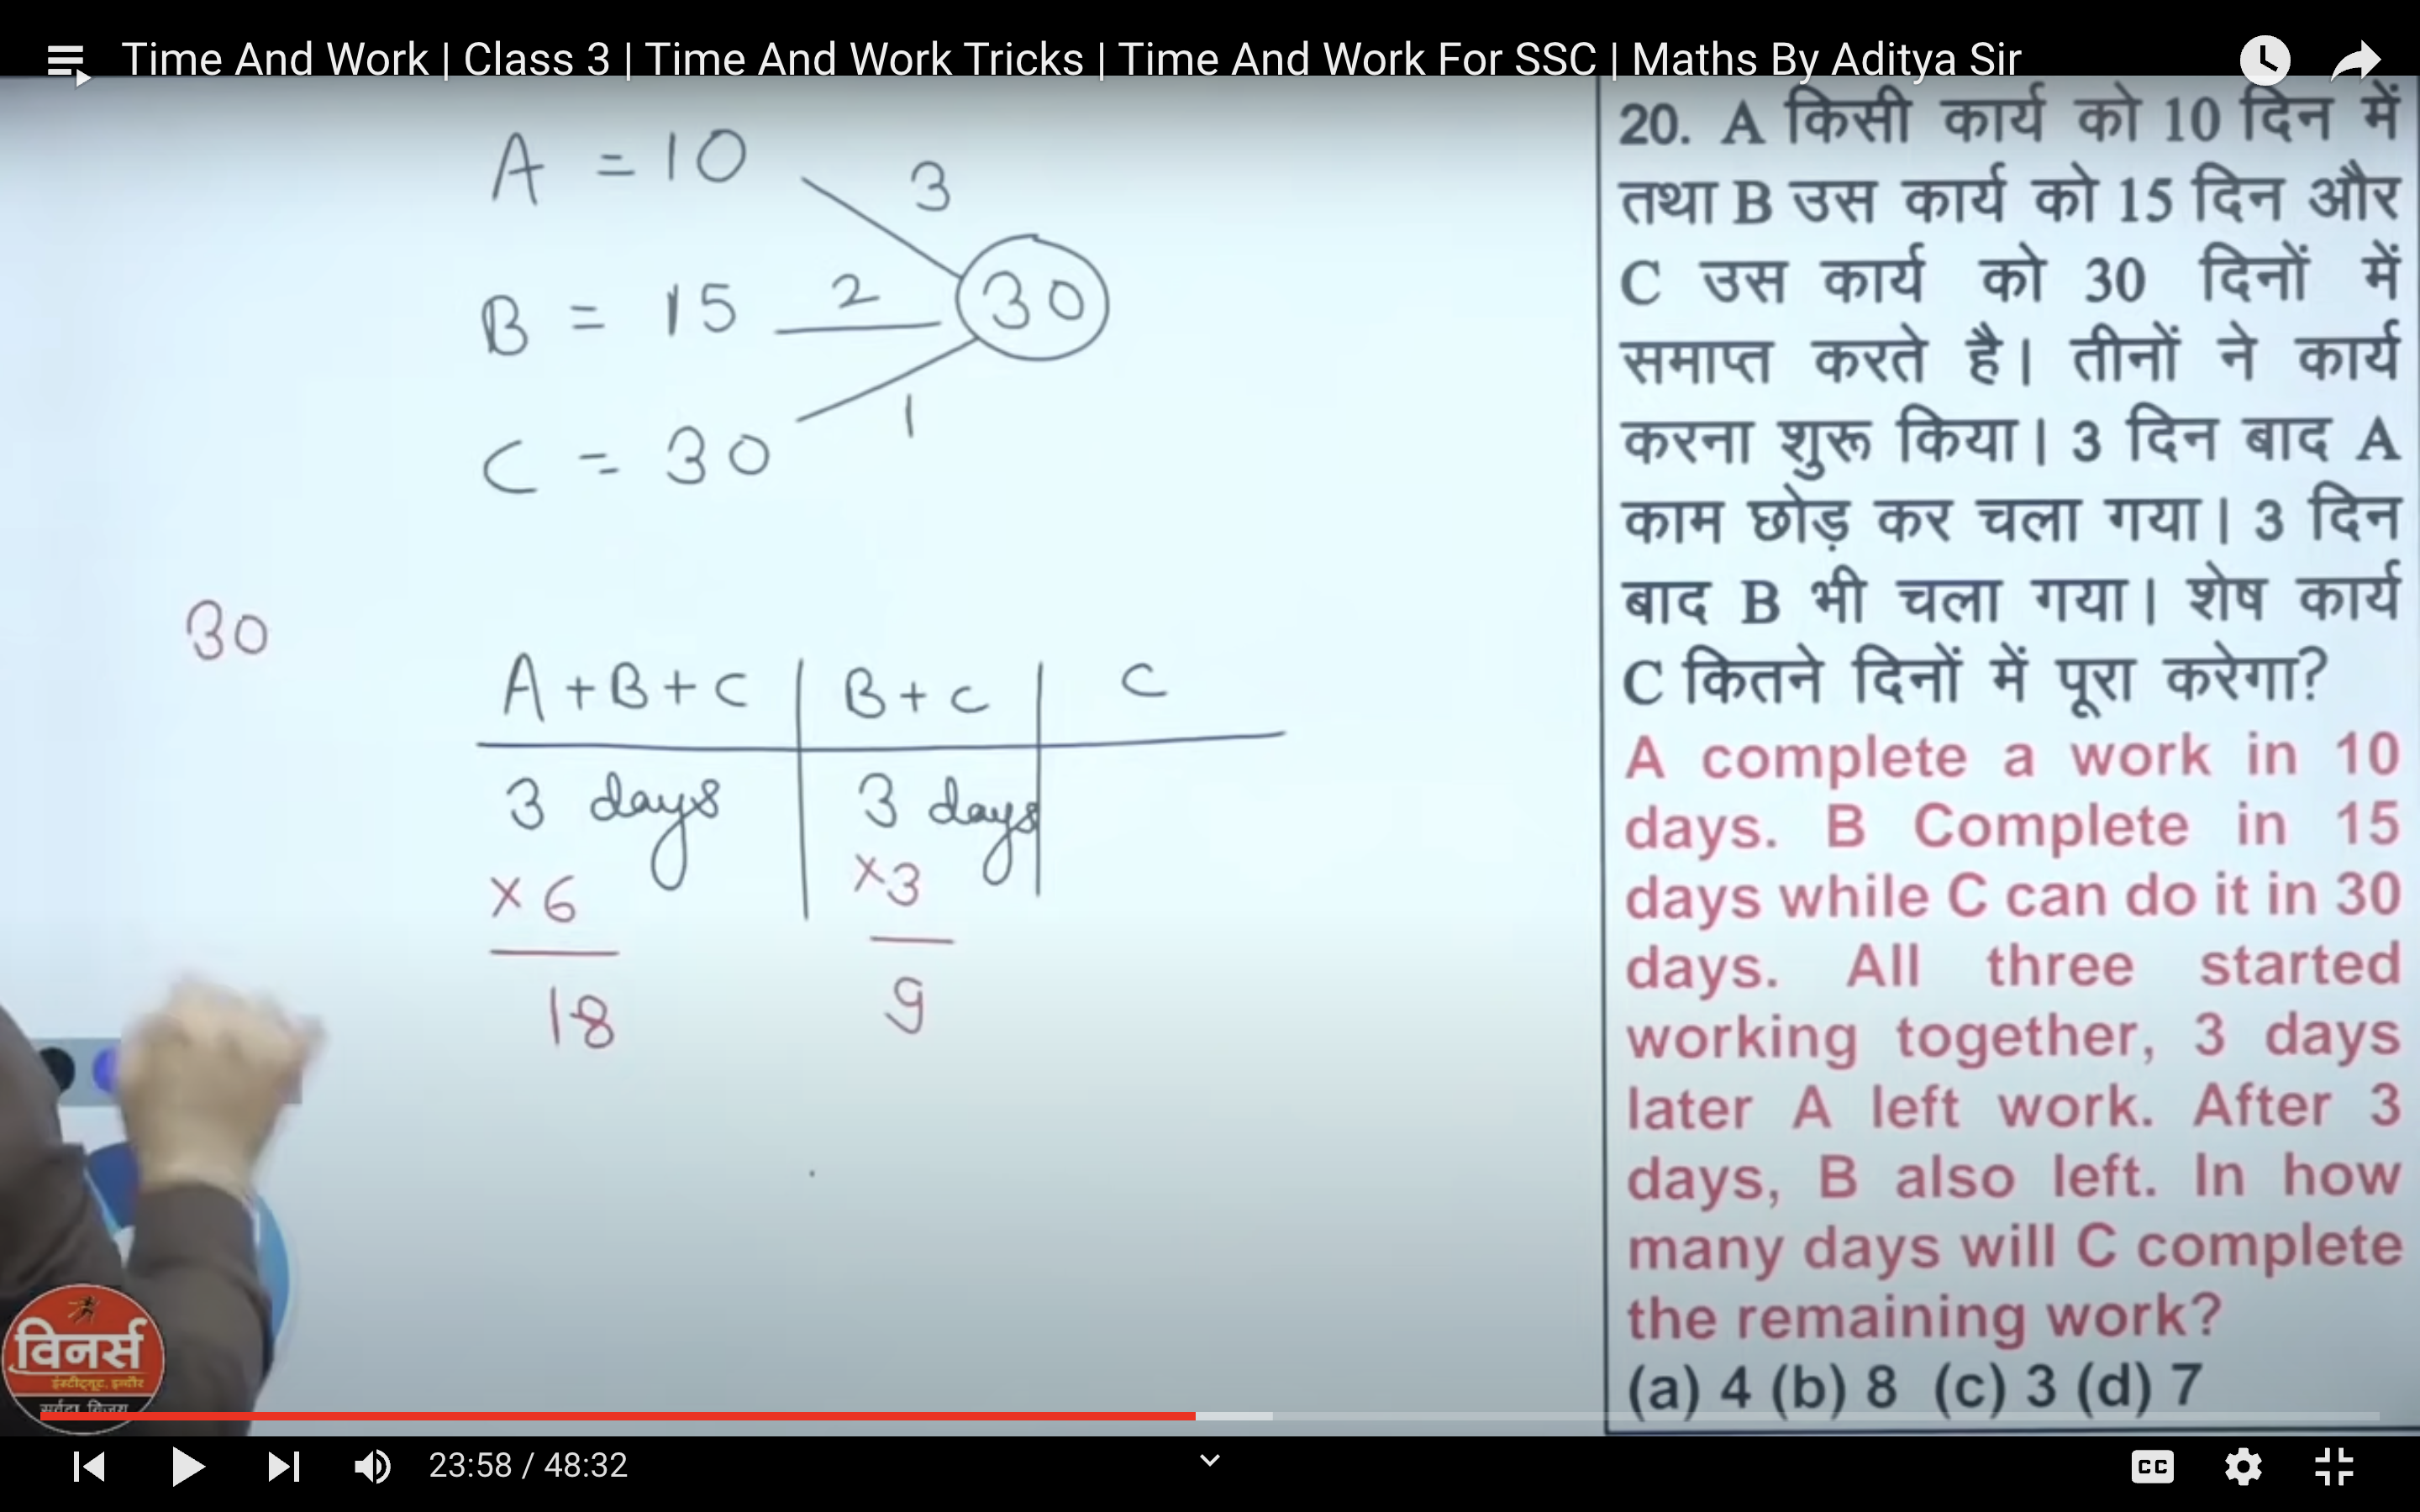 Time And Work | Class 3 | Time And Work Tricks | Time And Work For SSC | Maths By Aditya Sir
A = 10
3
B = 15
2
30
C = 30
1
30
A + B + C
B + C
C
3 days
3 days
× 6
× 3
18
9
20. A किसी कार्य को 10 दिन में
तथा B उस कार्य को 15 दिन और
C उस कार्य को 30 दिनों में
समाप्त करते है। तीनों ने कार्य
करना शुरू किया। 3 दिन बाद A
काम छोड़ कर चला गया। 3 दिन
बाद B भी चला गया। शेष कार्य
C कितने दिनों में पूरा करेगा?
A complete a work in 10
days. B Complete in 15
days while C can do it in 30
days. All three started
working together, 3 days
later A left work. After 3
days, B also left. In how
many days will C complete
the remaining work?
(a) 4 (b) 8 (c) 3 (d) 7
विनर्स
इंस्टीट्यूट, इन्दौर
सर्वदा विजय
23:58 / 48:32
CC